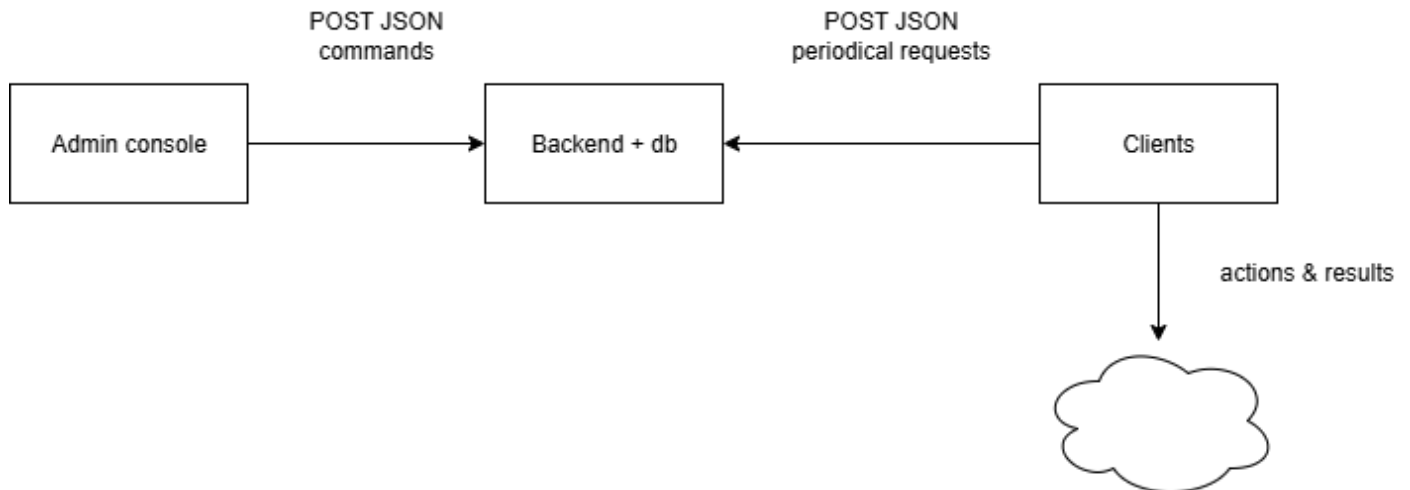 POST JSON
commands
POST JSON
periodical requests
Admin console
Backend + db
Clients
actions & results